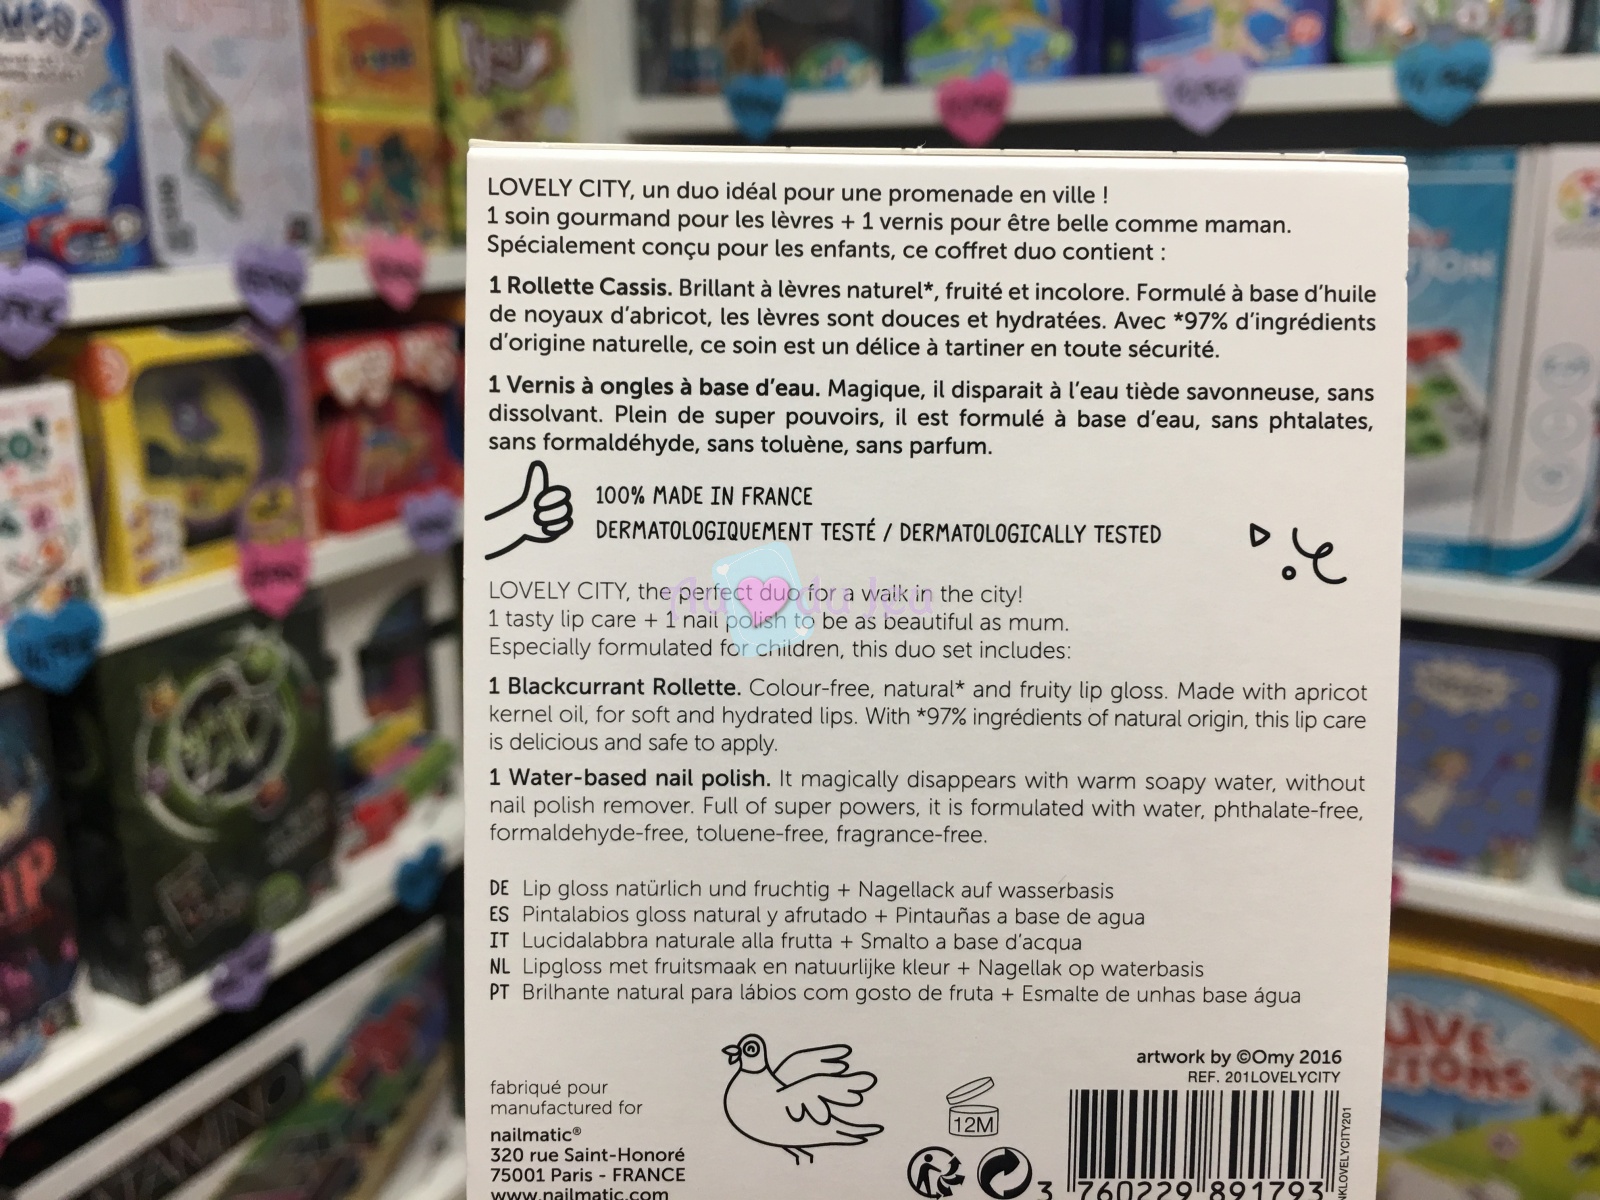 LOVELY CITY, un duo idéal pour une promenade en ville !
1 soin gourmand pour les lèvres + 1 vernis pour être belle comme maman.
Spécialement conçu pour les enfants, ce coffret duo contient :
1 Rollette Cassis. Brillant à lèvres naturel*, fruité et incolore. Formulé à base d'huile
de noyaux d'abricot, les lèvres sont douces et hydratées. Avec *97% d'ingrédients
d'origine naturelle, ce soin est un délice à tartiner en toute sécurité.
1 Vernis à ongles à base d'eau. Magique, il disparait à l'eau tiède savonneuse, sans
dissolvant. Plein de super pouvoirs, il est formulé à base d'eau, sans phtalates,
sans formaldéhyde, sans toluène, sans parfum.
100% MADE IN FRANCE
DERMATOLOGIQUEMENT TESTÉ / DERMATOLOGICALLY TESTED
Au du Jeu
LOVELY CITY, the perfect duo for a walk in the city!
1 tasty lip care + 1 nail polish to be as beautiful as mum.
Especially formulated for children, this duo set includes:
1 Blackcurrant Rollette. Colour-free, natural* and fruity lip gloss. Made with apricot
kernel oil, for soft and hydrated lips. With *97% ingrédients of natural origin, this lip care
is delicious and safe to apply.
1 Water-based nail polish. It magically disappears with warm soapy water, without
nail polish remover. Full of super powers, it is formulated with water, phthalate-free,
formaldehyde-free, toluene-free, fragrance-free.
DE Lip gloss natürlich und fruchtig + Nagellack auf wasserbasis
ES Pintalabios gloss natural y afrutado + Pintauñas a base de agua
IT Lucidalabbra naturale alla frutta + Smalto a base d'acqua
NL Lipgloss met fruitsmaak en natuurlijke kleur + Nagellak op waterbasis
PT Brilhante natural para lábios com gosto de fruta + Esmalte de unhas base água
fabriqué pour
manufactured for
nailmatic®
320 rue Saint-Honoré
75001 Paris - FRANCE
www.nailmatic.com
12M
artwork by ©Omy 2016
REF. 201LOVELYCITY
3 760229 891793
NKLOVELYCITY201